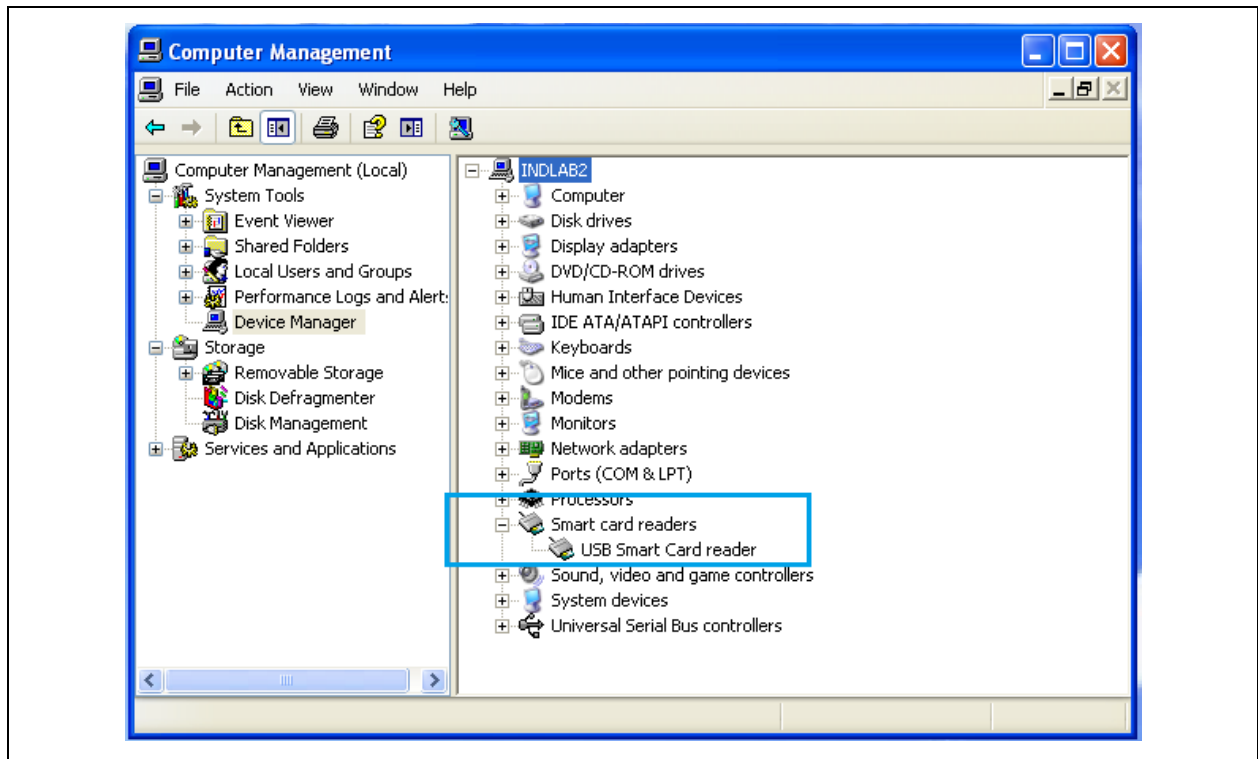 Computer Management
File Action View Window Help
Computer Management (Local)
System Tools
Event Viewer
Shared Folders
Local Users and Groups
Performance Logs and Alert:
Device Manager
Storage
Removable Storage
Disk Defragmenter
Disk Management
Services and Applications
INDLAB2
Computer
Disk drives
Display adapters
DVD/CD-ROM drives
Human Interface Devices
IDE ATA/ATAPI controllers
Keyboards
Mice and other pointing devices
Modems
Monitors
Network adapters
Ports (COM & LPT)
Processors
Smart card readers
USB Smart Card reader
Sound, video and game controllers
System devices
Universal Serial Bus controllers